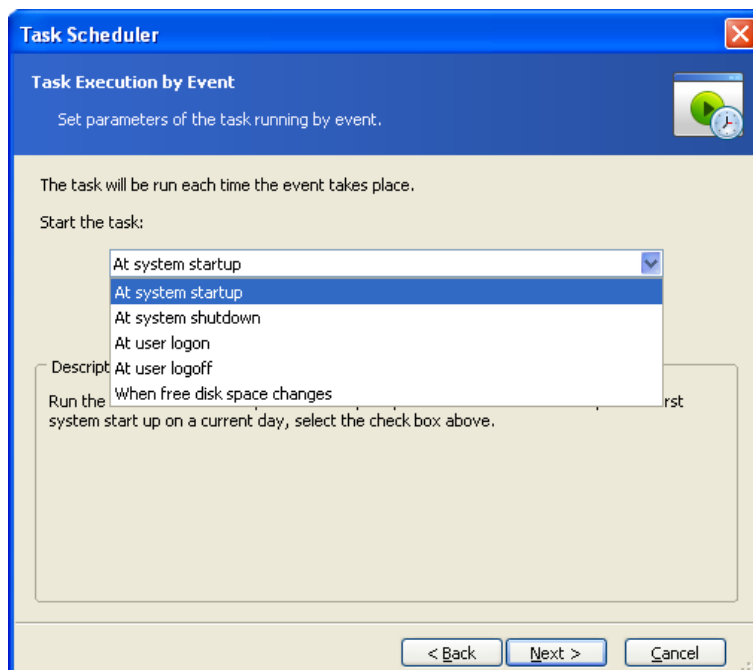 Task Scheduler
Task Execution by Event
Set parameters of the task running by event.
The task will be run each time the event takes place.
Start the task:
At system startup
At system startup
At system shutdown
At user logon
At user logoff
When free disk space changes
Descript
Run the rst
system start up on a current day, select the check box above.
< Back
Next >
Cancel